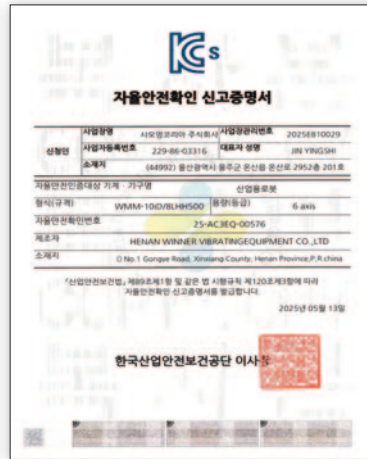 KCs
자율안전확인 신고증명서
신청인
사업장명 샤오영코리아 주식회사 사업장관리번호 2025E810029
사업자등록번호 229-86-03316 대표자 성명 JIN YINGSHI
소재지 (44992) 울산광역시 울주군 온산읍 온산로 2952층 201호
자율안전인증대상 기계·기구명 산업용로봇
형식(규격) WMM-10iD/8LHH500 용량(등급) 6 axis
자율안전확인번호 25-AC3EQ-00576
제조자 HENAN WINNER VIBRATINGEQUIPMENT CO.,LTD
소재지 No.1 Gongye Road, Xinxiang County, Henan Province,P,R.china
「산업안전보건법」 제89조제1항 및 같은 법 시행규칙 제120조제3항에 따라
자율안전확인 신고증명서를 발급합니다.
2025년 05월 13일
한국산업안전보건공단 이사장